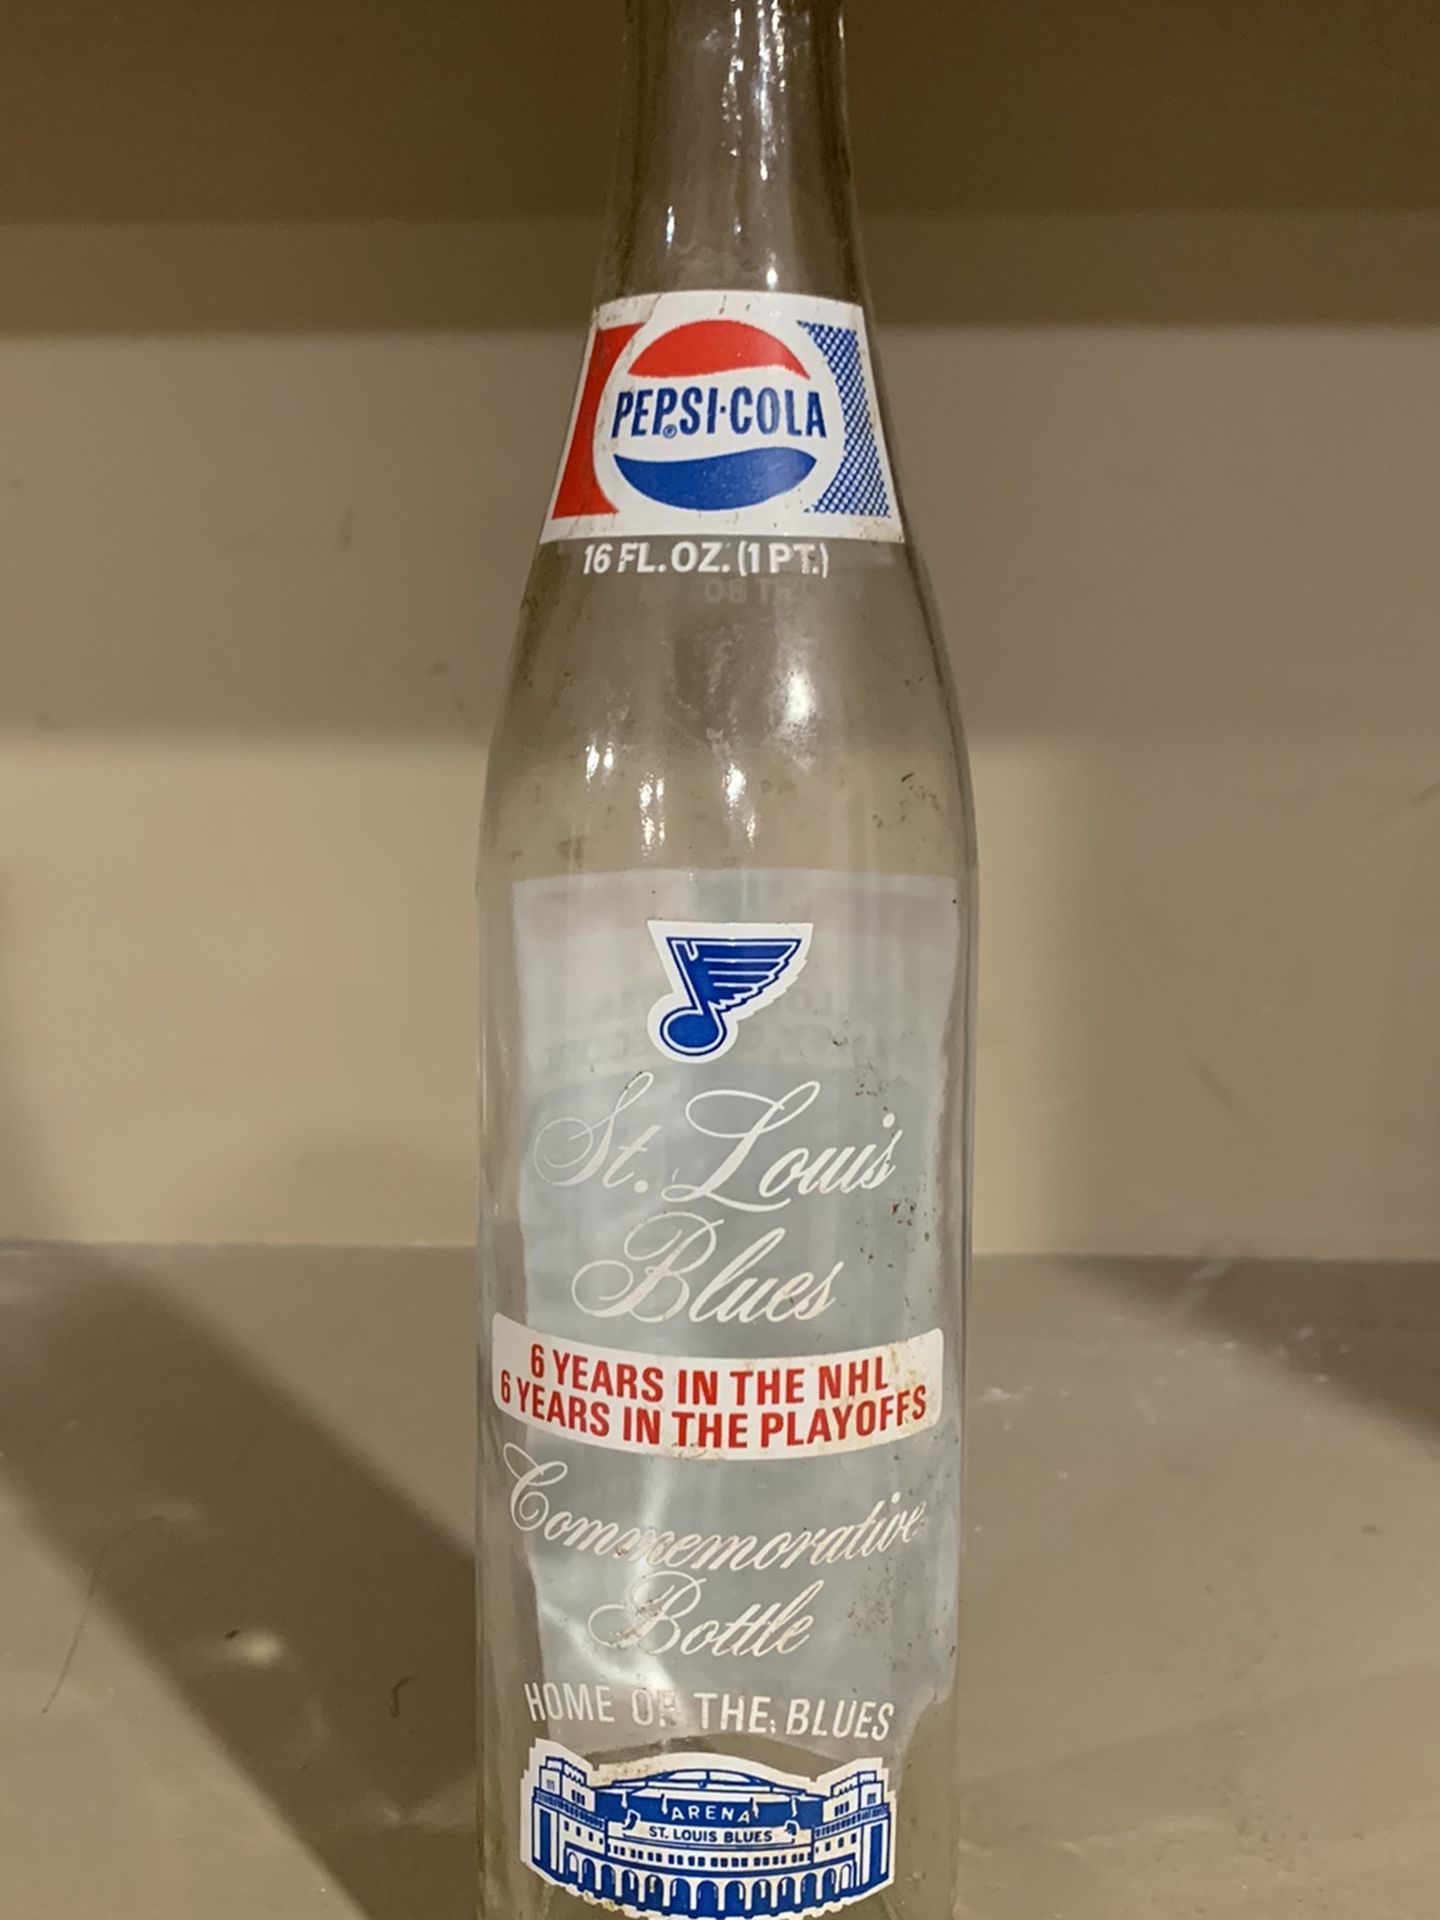 PEPSI·COLA
16 FL. OZ. (1 PT.)
St. Louis
Blues
6 YEARS IN THE NHL
6 YEARS IN THE PLAYOFFS
Commemorative
Bottle
HOME OF THE BLUES
ARENA
ST. LOUIS BLUES